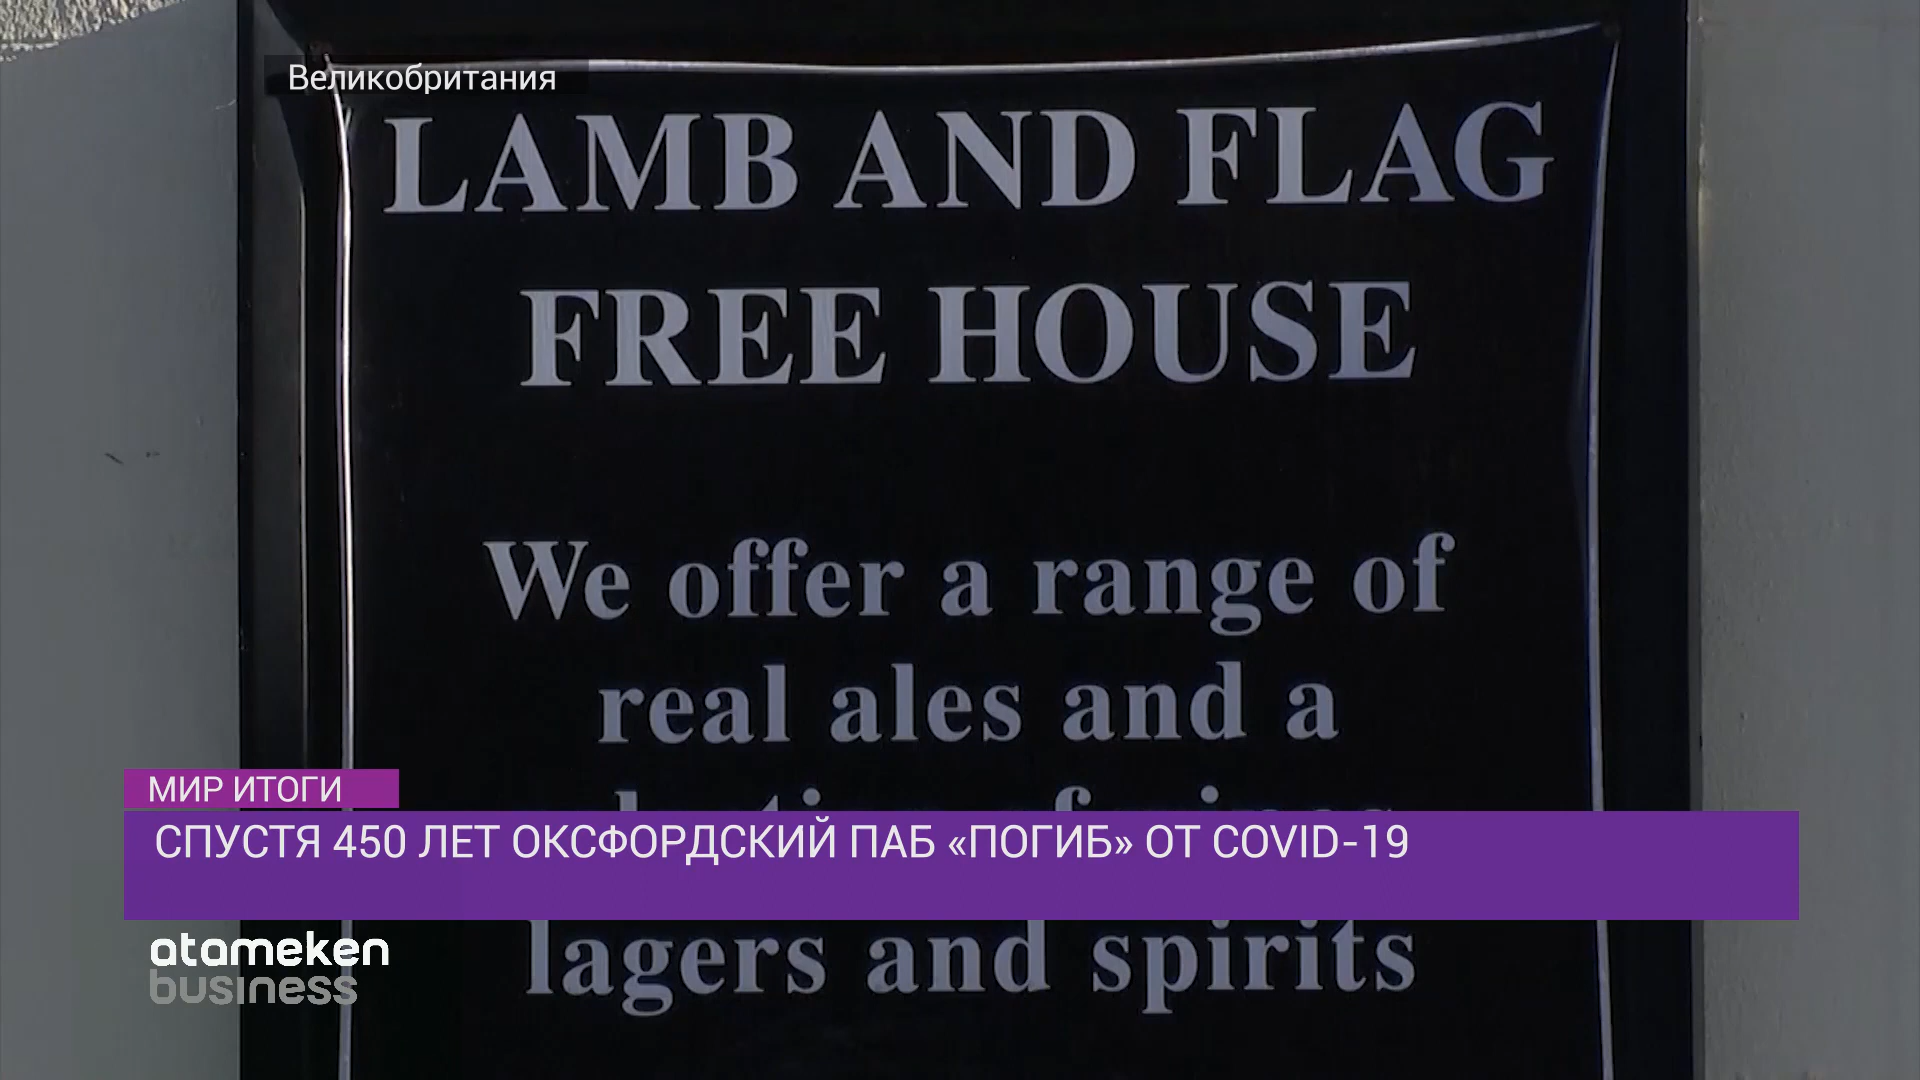 Великобритания
LAMB AND FLAG
FREE HOUSE
We offer a range of
real ales and a
МИР ИТОГИ
СПУСТЯ 450 ЛЕТ ОКСФОРДСКИЙ ПАБ «ПОГИБ» ОТ COVID-19
lagers and spirits
atameken
business